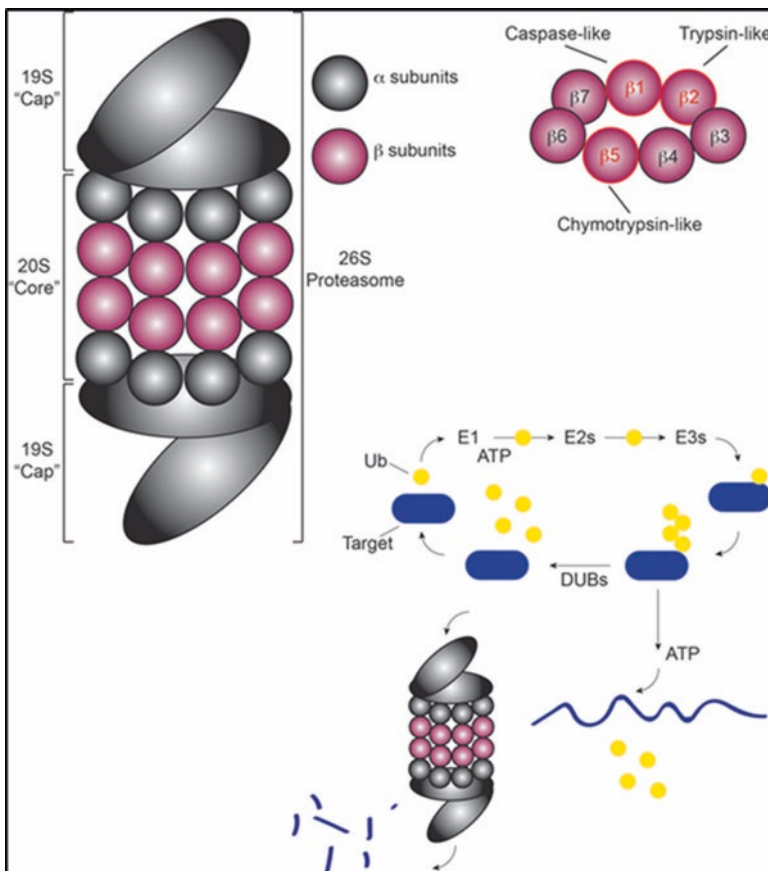 19S
"Cap"
α subunits
β subunits
20S
"Core"
26S
Proteasome
19S
"Cap"
Caspase-like
Trypsin-like
β1
β2
β7
β3
β6
β5
β4
Chymotrypsin-like
E1
E2s
E3s
ATP
Ub
Target
DUBs
ATP